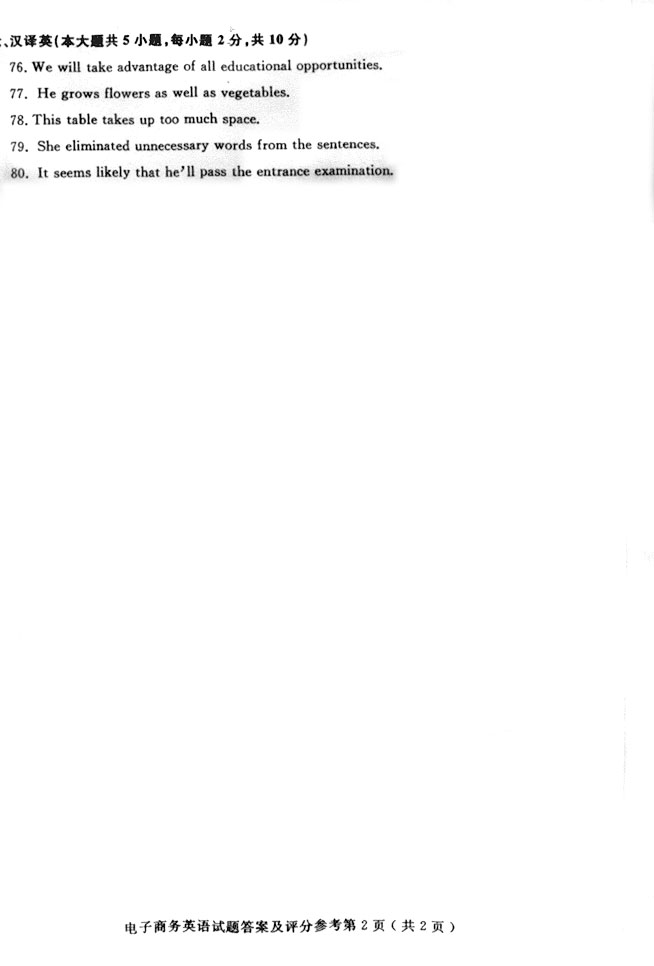 、汉译英(本大题共 5 小题,每小题 2 分,共 10 分)
76. We will take advantage of all educational opportunities.
77. He grows flowers as well as vegetables.
78. This table takes up too much space.
79. She eliminated unnecessary words from the sentences.
80. It seems likely that he'll pass the entrance examination.
电子商务英语试题答案及评分参考第 2 页 ( 共 2 页 )